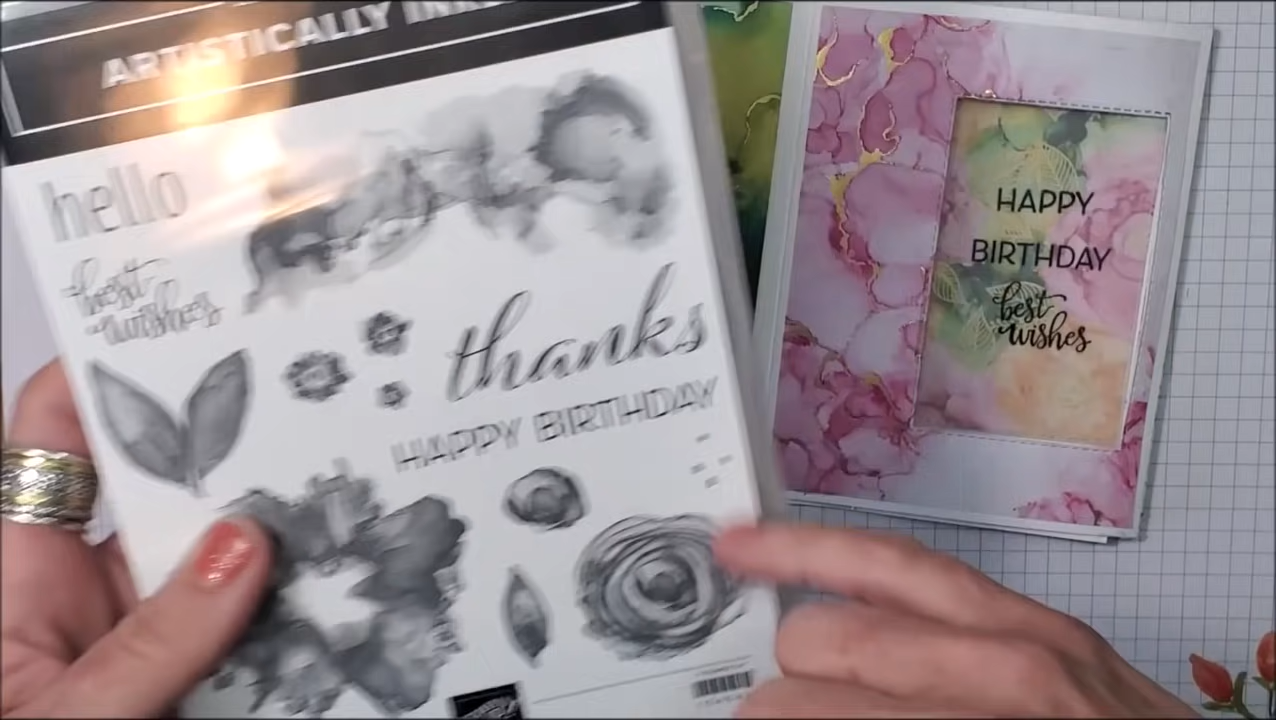 ARTISTICALLY
hello
best
wishes
thanks
HAPPY BIRTHDAY
HAPPY
BIRTHDAY
best
wishes